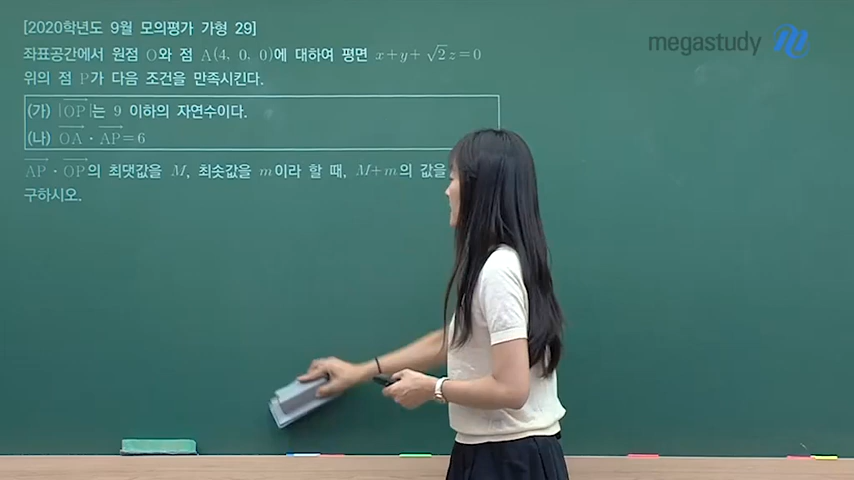 [2020학년도 9월 모의평가 가형 29]
megastudy
좌표공간에서 원점 O와 점 A(4, 0, 0)에 대하여 평면 x+y+√2z=0
위의 점 P가 다음 조건을 만족시킨다.
(가) |OP|는 9 이하의 자연수이다.
(나) OA · AP=6
AP · OP의 최댓값을 M, 최솟값을 m이라 할 때, M+m의 값을
구하시오.